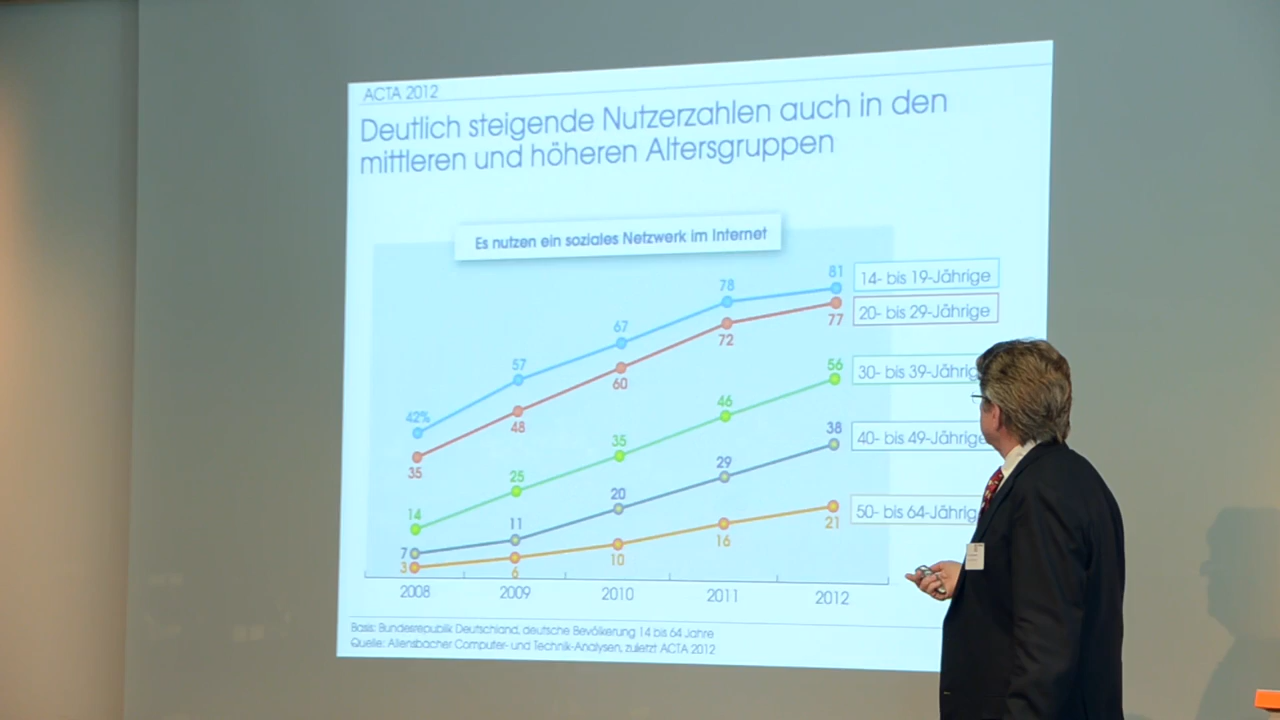 ACTA 2012
Deutlich steigende Nutzerzahlen auch in den
mittleren und höheren Altersgruppen
Es nutzen ein soziales Netzwerk im Internet
42% 57 67 78 81
14- bis 19-Jährige
35 48 60 72 77
20- bis 29-Jährige
14 25 35 46 56
30- bis 39-Jährig
7 11 20 29 38
40- bis 49-Jährige
3 6 10 16 21
50- bis 64-Jährig
2008 2009 2010 2011 2012
Basis: Bundesrepublik Deutschland, deutsche Bevölkerung 14 bis 64 Jahre
Quelle: Allensbacher Computer- und Technik-Analysen, zuletzt ACTA 2012